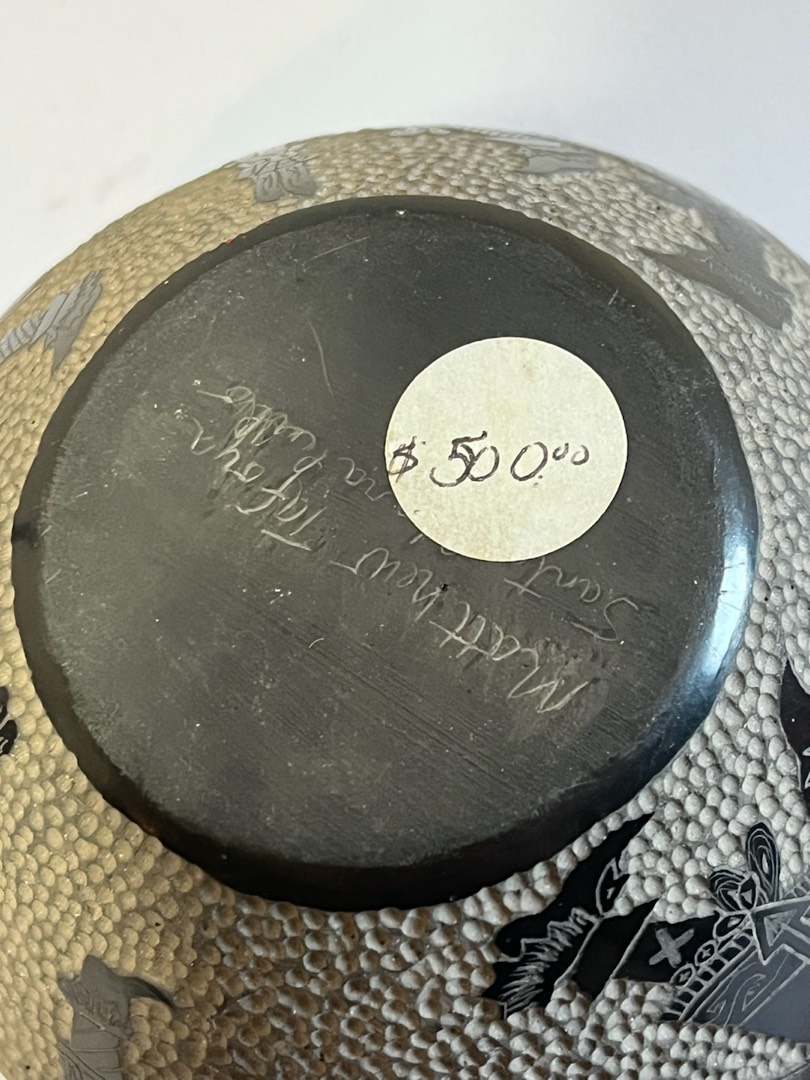 $ 500.00
Matthew Tafoya
Santa Clara Pueblo